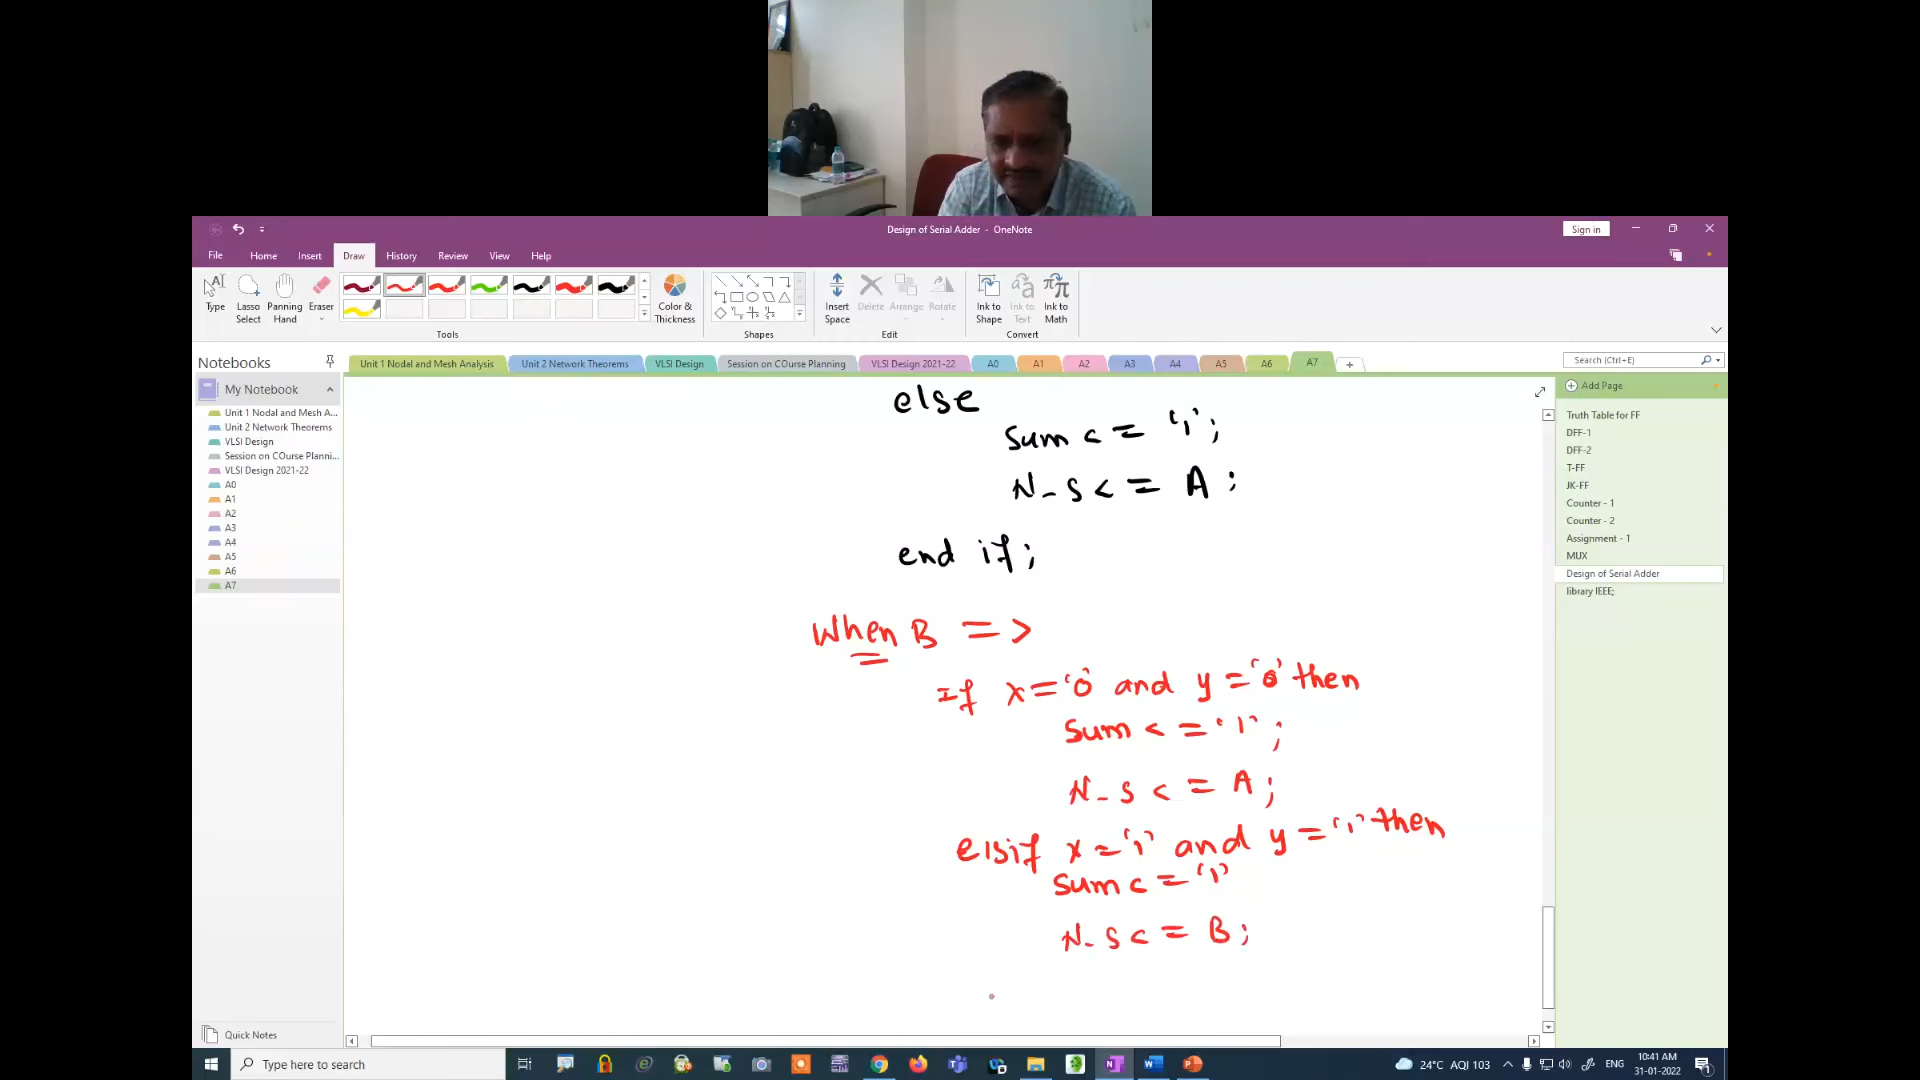 Design of Serial Adder - OneNote
Sign in
File Home Insert Draw History Review View Help
Type
Lasso Select
Panning Hand
Eraser
Tools
Color & Thickness
Shapes
Insert Space
Delete
Arrange
Rotate
Edit
Ink to Shape
Ink to Text
Ink to Math
Convert
Notebooks
Unit 1 Nodal and Mesh Analysis Unit 2 Network Theorems VLSI Design Session on COurse Planning VLSI Design 2021-22 A0 A1 A2 A3 A4 A5 A6 A7
Search (Ctrl+E)
My Notebook
Unit 1 Nodal and Mesh A...
Unit 2 Network Theorems
VLSI Design
Session on COurse Planni...
VLSI Design 2021-22
A0
A1
A2
A3
A4
A5
A6
A7
Quick Notes
else
sum <= '1';
N-S <= A;
end if;
When B =>
If x='0' and y='0' then
sum <= '1';
N-S <= A;
elsif x='1' and y='1' then
sum <= '1'
N-S <= B;
Add Page
Truth Table for FF
DFF-1
DFF-2
T-FF
JK-FF
Counter - 1
Counter - 2
Assignment - 1
MUX
Design of Serial Adder
library IEEE;
Type here to search
24°C AQI 103
ENG
10:41 AM
31-01-2022